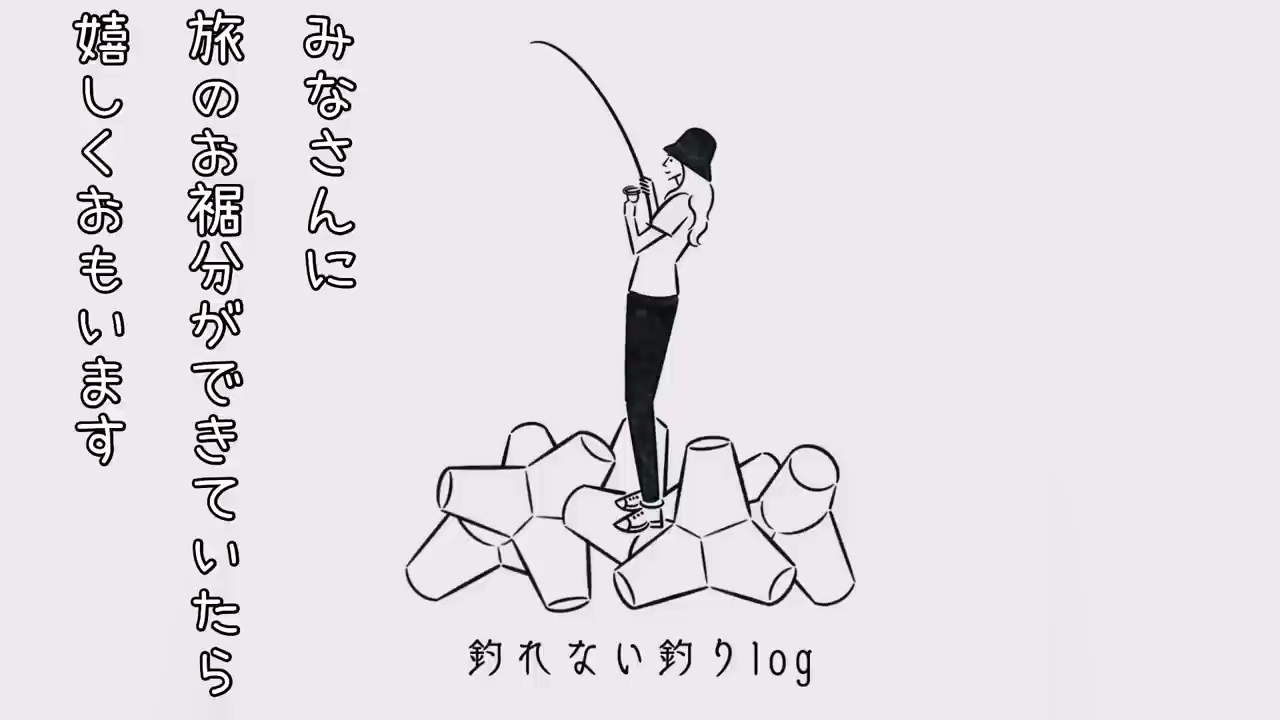 みなさんに
旅のお裾分ができていたら
嬉しくおもいます
釣れない釣りlog